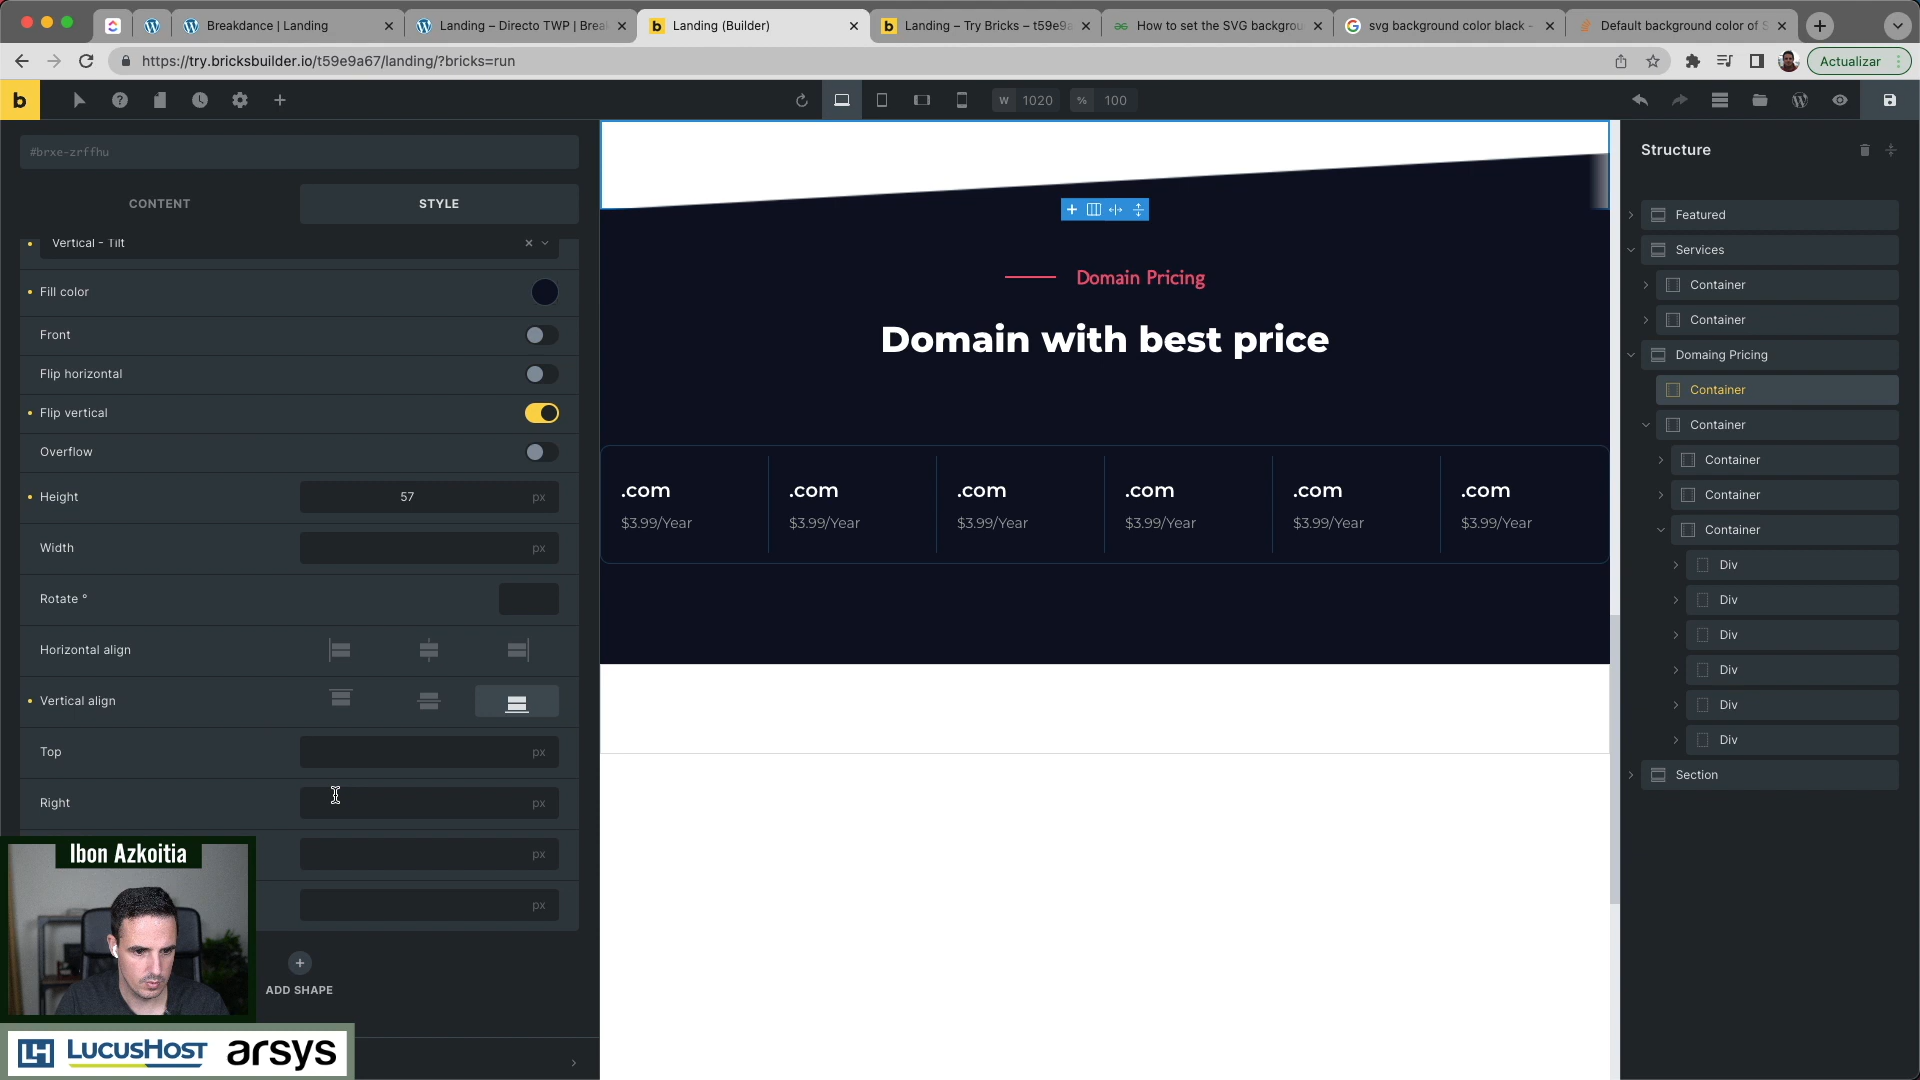 Breakdance | Landing
Landing – Directo TWP | Break
Landing (Builder)
Landing – Try Bricks – t59e9a
How to set the SVG backgrou
svg background color black -
Default background color of S
https://try.bricksbuilder.io/t59e9a67/landing/?bricks=run
Actualizar
b
W 1020
% 100
#brxe-zrffhu
CONTENT
STYLE
Vertical - Tilt
Fill color
Front
Flip horizontal
Flip vertical
Overflow
Height 57 px
Width px
Rotate °
Horizontal align
Vertical align
Top px
Right px
px
px
ADD SHAPE
Ibon Azkoitia
LH LUCUSHOST arsys
Domain Pricing
Domain with best price
.com .com .com .com .com .com
$3.99/Year $3.99/Year $3.99/Year $3.99/Year $3.99/Year $3.99/Year
Structure
Featured
Services
Container
Container
Domaing Pricing
Container
Container
Container
Container
Container
Div
Div
Div
Div
Div
Div
Section